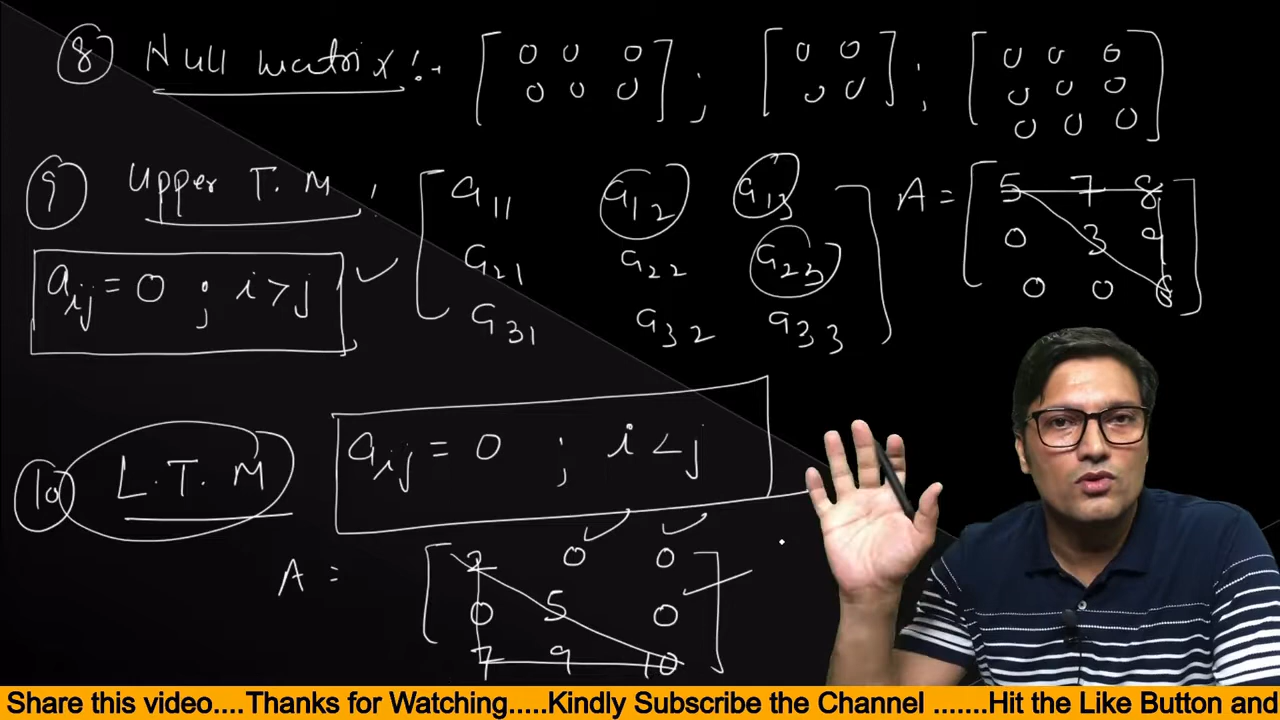 8 Null matrix :- [ 0 0 0 ; [ 0 0 ; [ 0 0 0
0 0 0 ] 0 0 ] 0 0 0
0 0 0 ]
9 Upper T. M : [ a11 a12 a13 A = [ 5 7 8
aij = 0 ; i > j ✓ a21 a22 a23 0 3 2
a31 a32 a33 ] 0 0 6 ]
10 L. T. M aij = 0 ; i < j
A = [ 2 0 0
0 5 0
7 9 10 ]
Share this video....Thanks for Watching.....Kindly Subscribe the Channel .......Hit the Like Button and